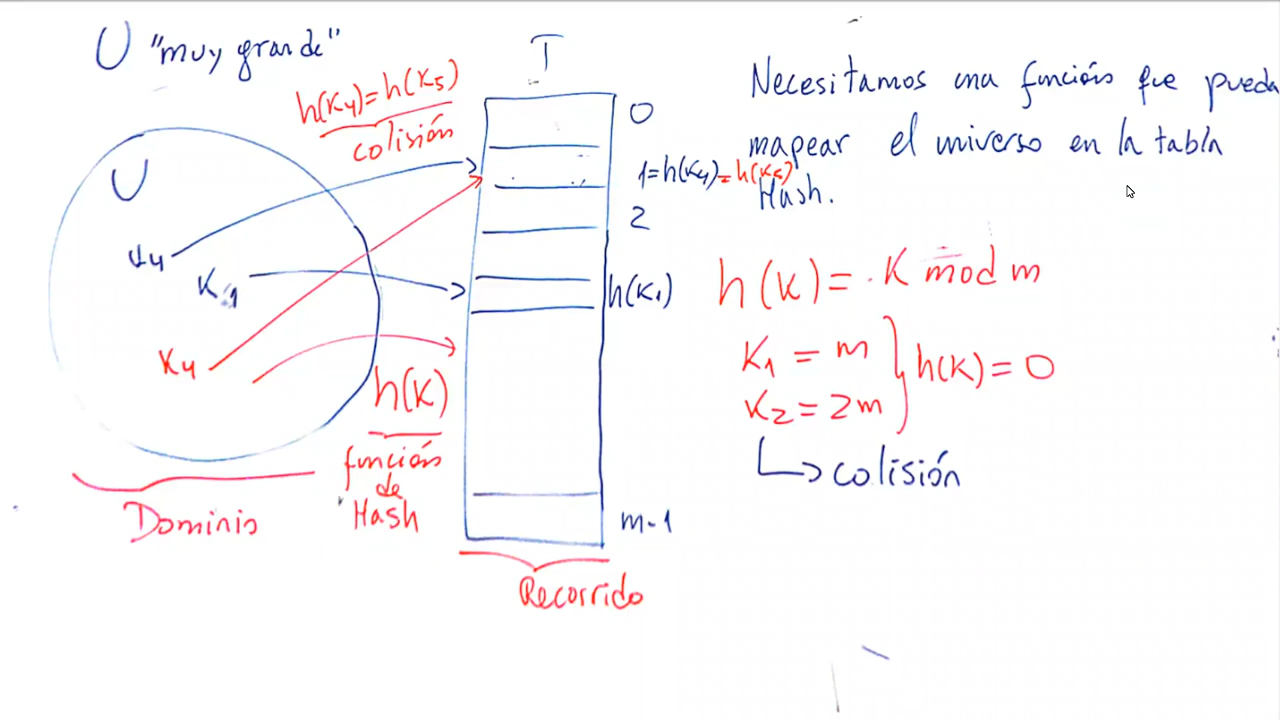 U "muy grande"
T
h(K4)=h(K5)
colisión
0
U
1=h(K4)=h(K5)
2
K4
K1
h(K1)
K4
h(K)
función
de
Hash
m-1
Dominio
Recorrido
Necesitamos una función que pueda
mapear el universo en la tabla
Hash.
h(K)= K mod m
K1 = m
K2 = 2m
h(K)=0
colisión